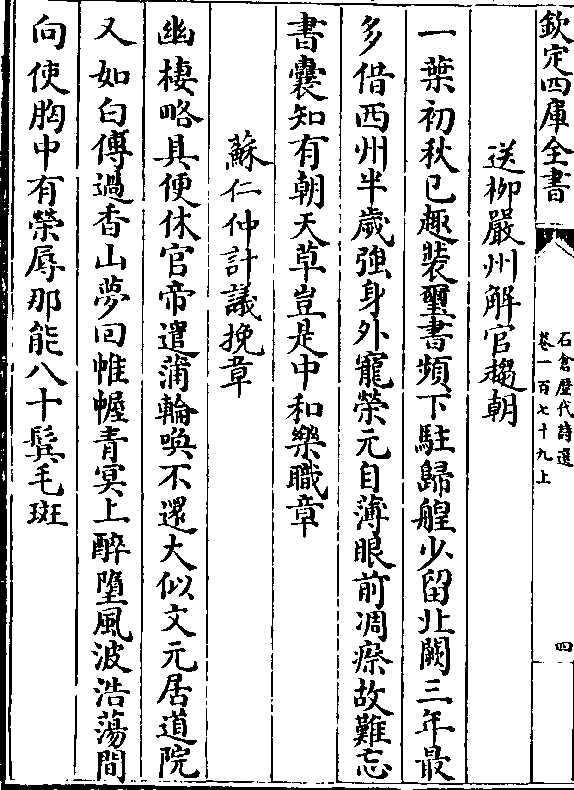 欽定四庫全書
石倉歷代詩選
卷一百七十九上
四
送柳嚴州解官趨朝
一葉初秋已趣裝璽書頻下駐歸艎少留北闕三年最
多借西州半歲強身外寵榮元自薄眼前凋瘵故難忘
書囊知有朝天草豈是中和樂職章
蘇仁仲計議挽章
幽棲略具便休官帝遣蒲輪喚不還大似文元居道院
又如白傅過香山夢回帷幄青冥上醉墮風波浩蕩間
向使胸中有榮辱那能八十鬂毛斑